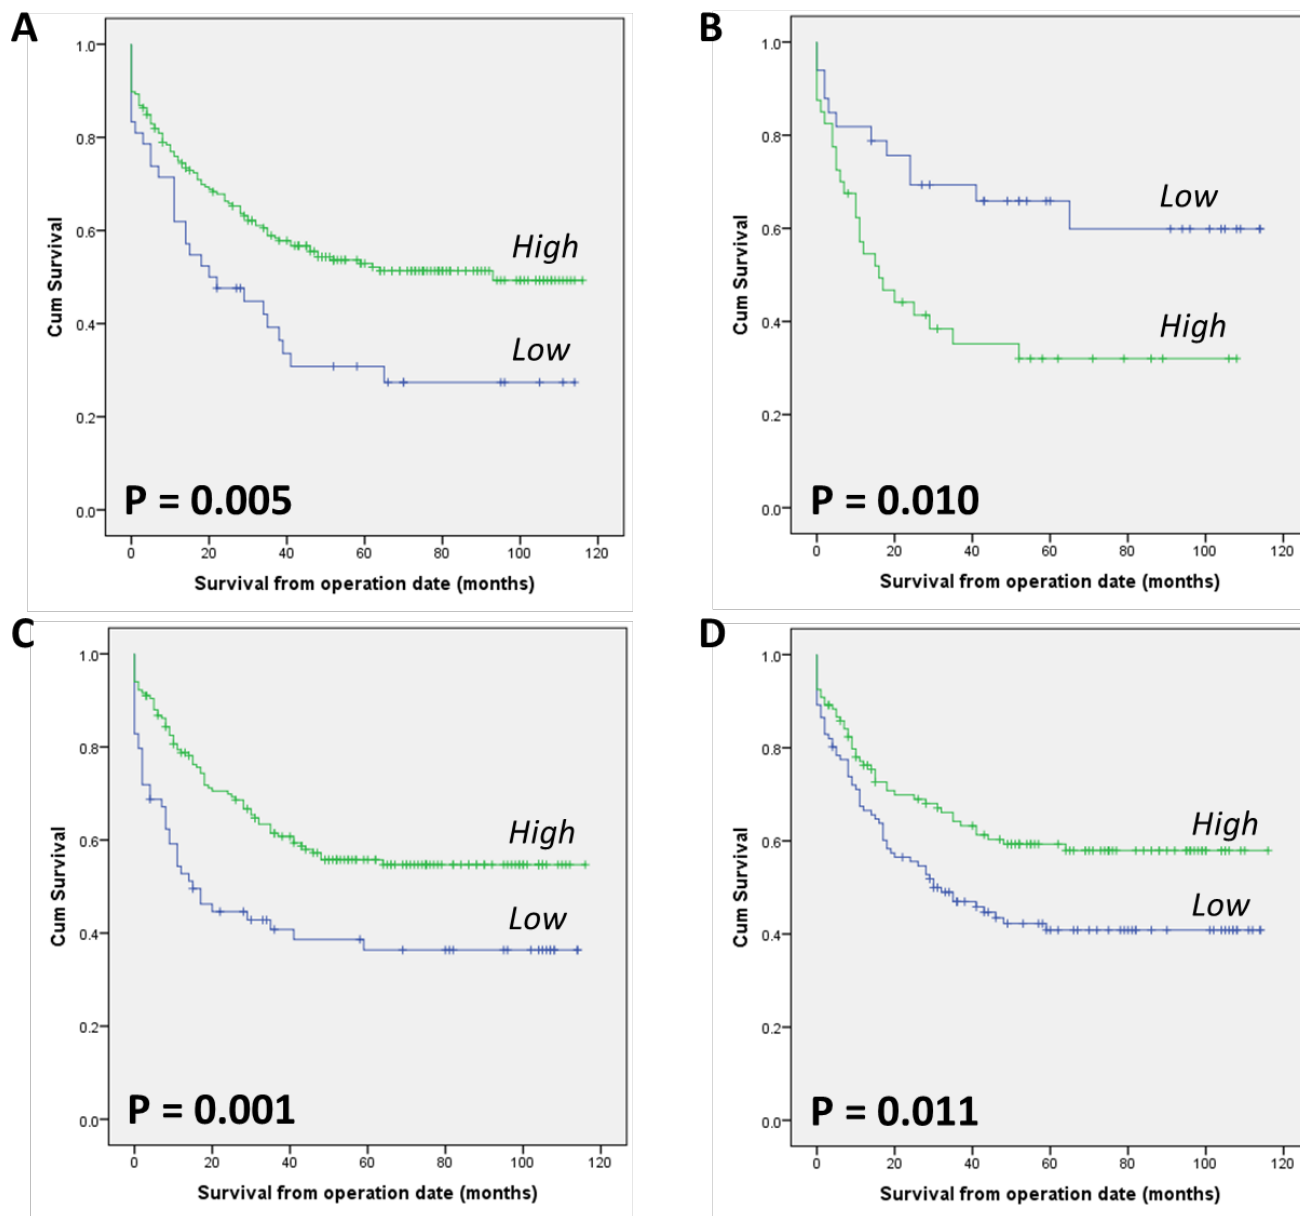 A
1.0
0.8
0.6
0.4
0.2
0.0
Cum Survival
High
Low
P = 0.005
0 20 40 60 80 100 120
Survival from operation date (months)
B
1.0
0.8
0.6
0.4
0.2
0.0
Cum Survival
Low
High
P = 0.010
0 20 40 60 80 100 120
Survival from operation date (months)
C
1.0
0.8
0.6
0.4
0.2
0.0
Cum Survival
High
Low
P = 0.001
0 20 40 60 80 100 120
Survival from operation date (months)
D
1.0
0.8
0.6
0.4
0.2
0.0
Cum Survival
High
Low
P = 0.011
0 20 40 60 80 100 120
Survival from operation date (months)